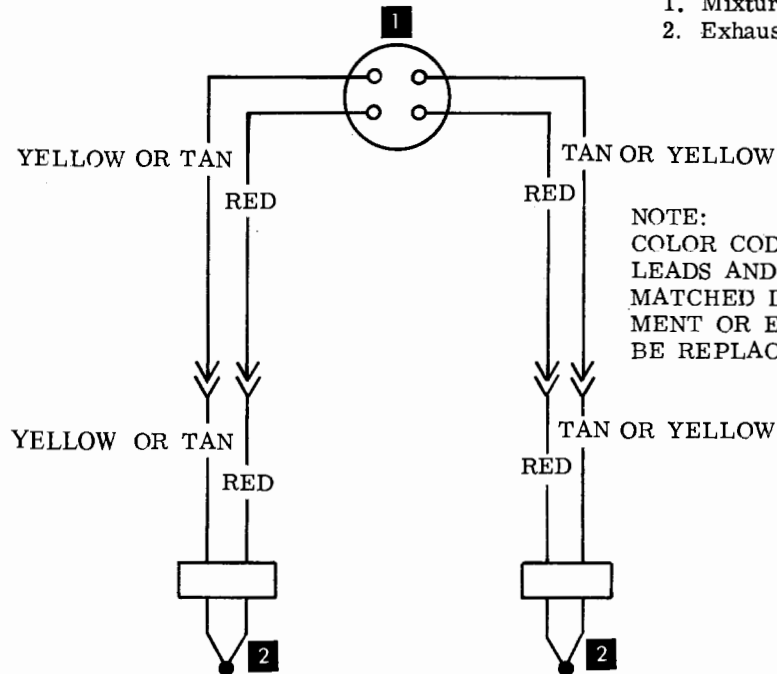 1. Mixtur
2. Exhaus
1
YELLOW OR TAN
TAN OR YELLOW
RED
RED
NOTE:
COLOR COD
LEADS AND
MATCHED
MENT OR E
BE REPLAC
YELLOW OR TAN
TAN OR YELLOW
RED
RED
2
2